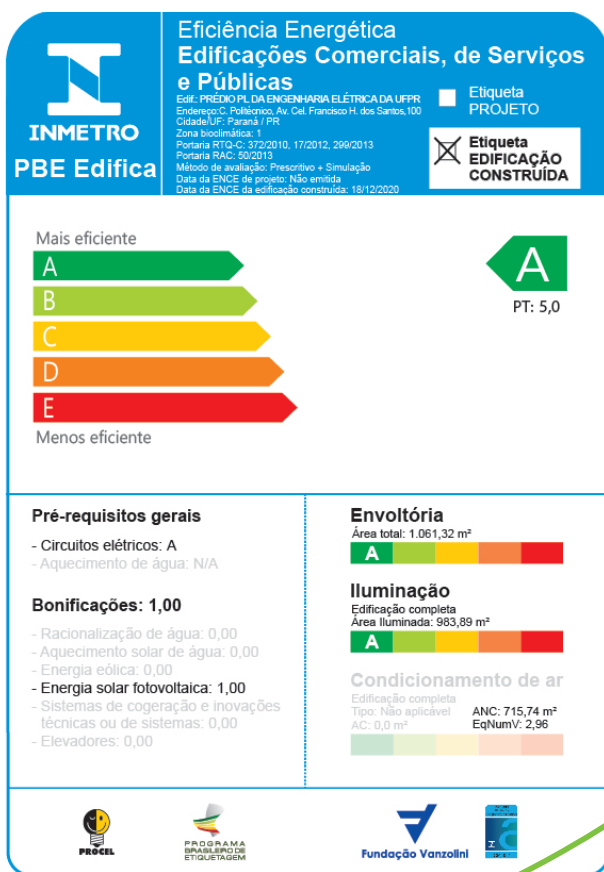 INMETRO
PBE Edifica
Eficiência Energética
Edificações Comerciais, de Serviços
e Públicas
Edif.: PRÉDIO PL DA ENGENHARIA ELÉTRICA DA UFPR
Endereço:C. Politécnico, Av. Cel. Francisco H. dos Santos,100
Cidade/UF: Paraná / PR
Zona bioclimática: 1
Portaria RTQ-C: 372/2010, 17/2012, 299/2013
Portaria RAC: 50/2013
Método de avaliação: Prescritivo + Simulação
Data da ENCE de projeto: Não emitida
Data da ENCE da edificação construída: 18/12/2020
Etiqueta
PROJETO
Etiqueta
EDIFICAÇÃO
CONSTRUÍDA
Mais eficiente
A
B
C
D
E
Menos eficiente
A
PT: 5,0
Pré-requisitos gerais
- Circuitos elétricos: A
- Aquecimento de água: N/A
Bonificações: 1,00
- Racionalização de água: 0,00
- Aquecimento solar de água: 0,00
- Energia eólica: 0,00
- Energia solar fotovoltaica: 1,00
- Sistemas de cogeração e inovações
técnicas ou de sistemas: 0,00
- Elevadores: 0,00
Envoltória
Área total: 1.061,32 m²
A
Iluminação
Edificação completa
Área Iluminada: 983,89 m²
A
Condicionamento de ar
Edificação completa
Tipo: Não aplicável ANC: 715,74 m²
AC: 0,0 m² EqNumV: 2,96
PROCEL
PROGRAMA
BRASILEIRO DE
ETIQUETAGEM
Fundação Vanzolini